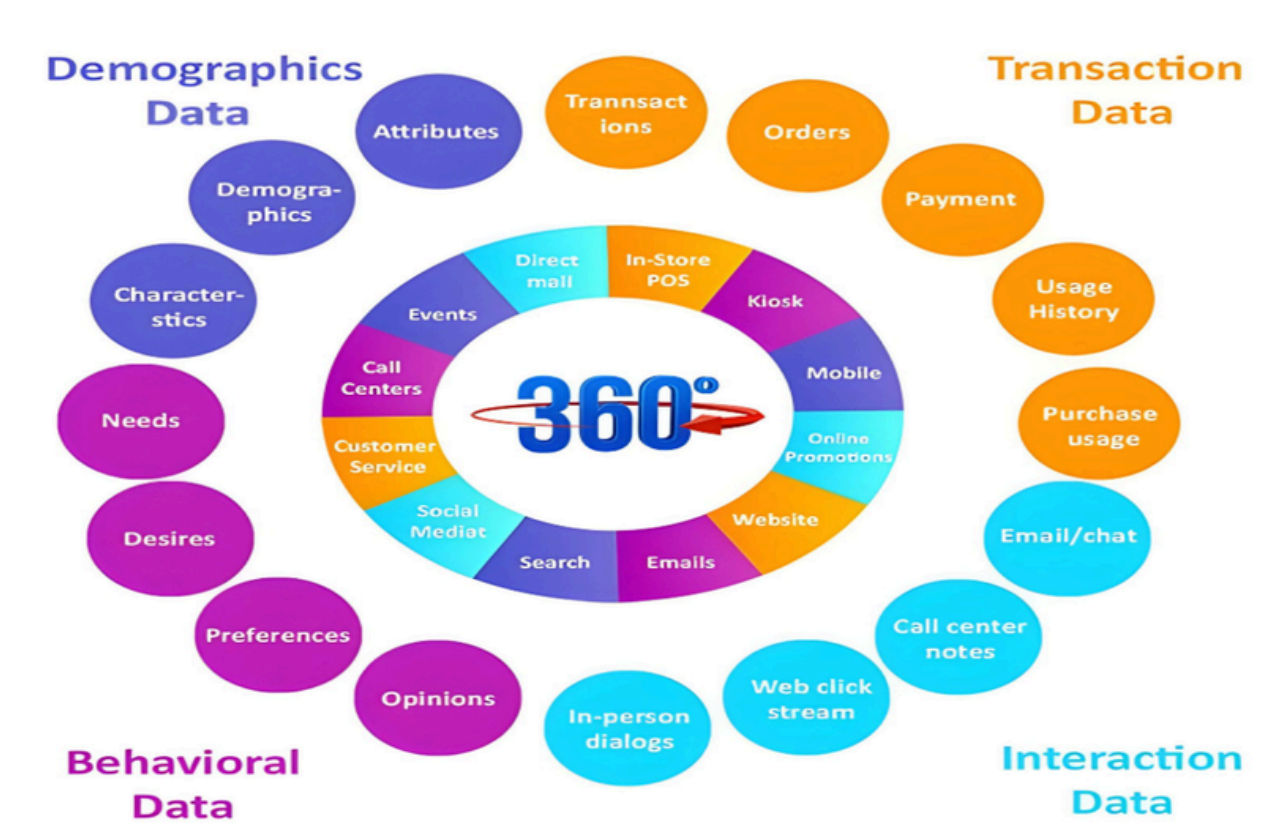 Demographics
Data
Transaction
Data
Attributes
Trannsact
ions
Orders
Demogra-
phics
Payment
Character-
stics
Usage
History
Needs
Purchase
usage
Desires
Email/chat
Preferences
Call center
notes
Opinions
Web click
stream
In-person
dialogs
Direct
mail
In-Store
POS
Kiosk
Mobile
Online
Promotions
Website
Emails
Search
Social
Mediat
Customer
Service
Call
Centers
Events
360°
Behavioral
Data
Interaction
Data